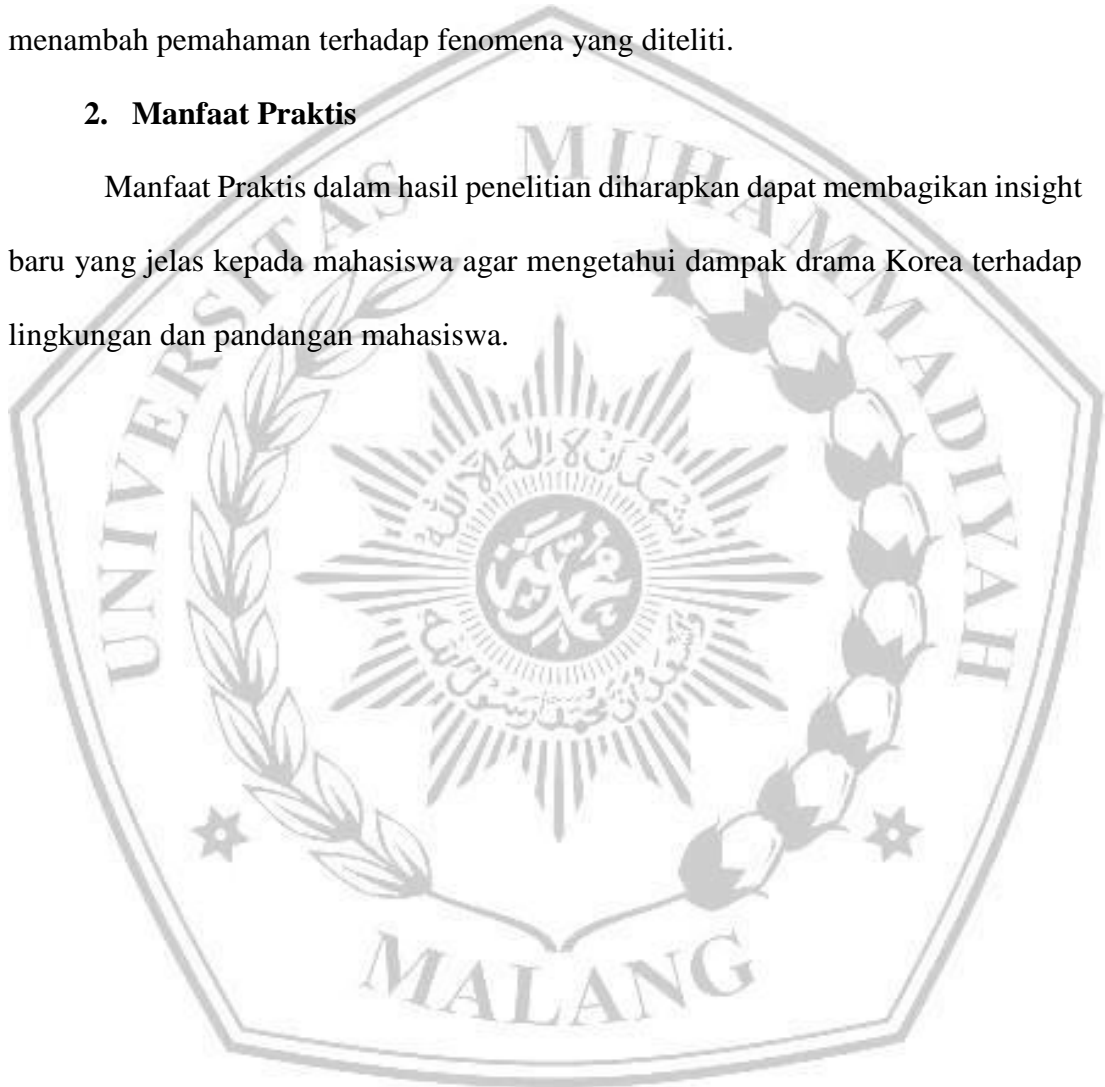 menambah pemahaman terhadap fenomena yang diteliti.
2. Manfaat Praktis
Manfaat Praktis dalam hasil penelitian diharapkan dapat membagikan insight
baru yang jelas kepada mahasiswa agar mengetahui dampak drama Korea terhadap
lingkungan dan pandangan mahasiswa.
UNIVERSITAS MUHAMMADIYAH
MALANG